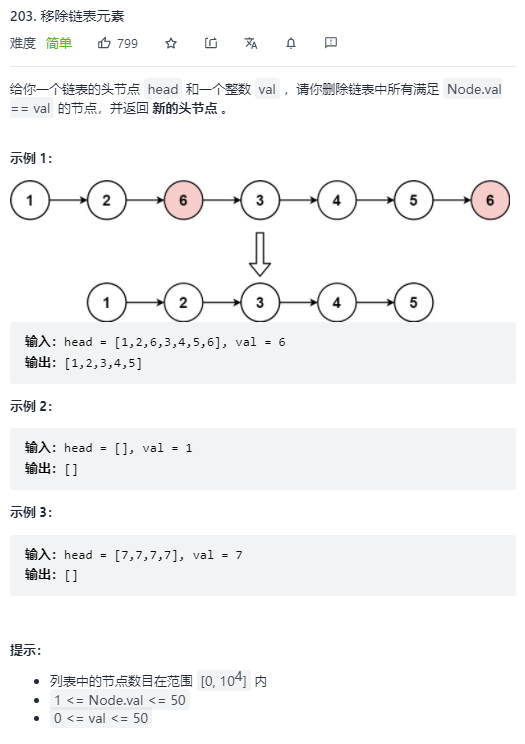 203. 移除链表元素
难度 简单 799
给你一个链表的头节点 head 和一个整数 val ，请你删除链表中所有满足 Node.val
== val 的节点，并返回 新的头节点 。
示例 1：
1 2 6 3 4 5 6
1 2 3 4 5
输入：head = [1,2,6,3,4,5,6], val = 6
输出：[1,2,3,4,5]
示例 2：
输入：head = [], val = 1
输出：[]
示例 3：
输入：head = [7,7,7,7], val = 7
输出：[]
提示：
列表中的节点数目在范围 [0, 10⁴] 内
1 <= Node.val <= 50
0 <= val <= 50